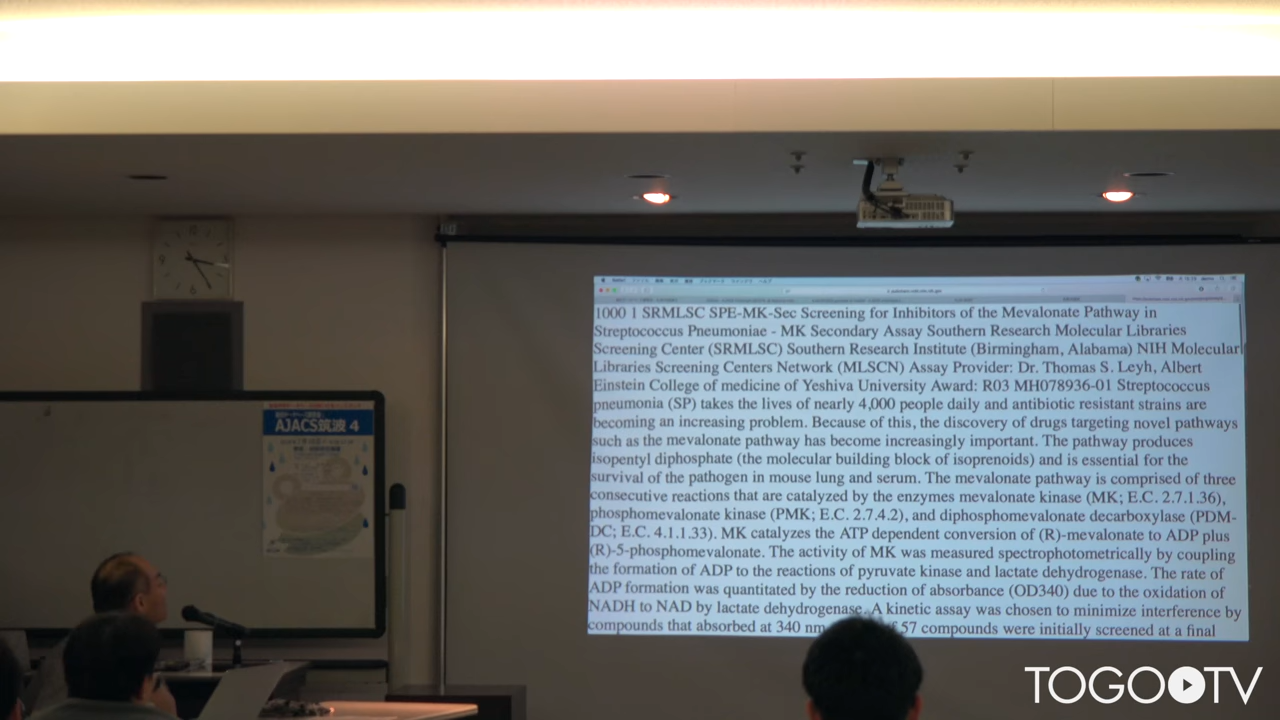 1000 1 SRMLSC SPE-MK-Sec Screening for Inhibitors of the Mevalonate Pathway in
Streptococcus Pneumoniae - MK Secondary Assay Southern Research Molecular Libraries
Screening Center (SRMLSC) Southern Research Institute (Birmingham, Alabama) NIH Molecular
Libraries Screening Centers Network (MLSCN) Assay Provider: Dr. Thomas S. Leyh, Albert
Einstein College of medicine of Yeshiva University Award: R03 MH078936-01 Streptococcus
pneumonia (SP) takes the lives of nearly 4,000 people daily and antibiotic resistant strains are
becoming an increasing problem. Because of this, the discovery of drugs targeting novel pathways
such as the mevalonate pathway has become increasingly important. The pathway produces
isopentyl diphosphate (the molecular building block of isoprenoids) and is essential for the
survival of the pathogen in mouse lung and serum. The mevalonate pathway is comprised of three
consecutive reactions that are catalyzed by the enzymes mevalonate kinase (MK; E.C. 2.7.1.36),
phosphomevalonate kinase (PMK; E.C. 2.7.4.2), and diphosphomevalonate decarboxylase (PDM-
DC; E.C. 4.1.1.33). MK catalyzes the ATP dependent conversion of (R)-mevalonate to ADP plus
(R)-5-phosphomevalonate. The activity of MK was measured spectrophotometrically by coupling
the formation of ADP to the reactions of pyruvate kinase and lactate dehydrogenase. The rate of
ADP formation was quantitated by the reduction of absorbance (OD340) due to the oxidation of
NADH to NAD by lactate dehydrogenase. A kinetic assay was chosen to minimize interference by
compounds that absorbed at 340 nm 57 compounds were initially screened at a final
AJACS筑波 4
TOGOTV